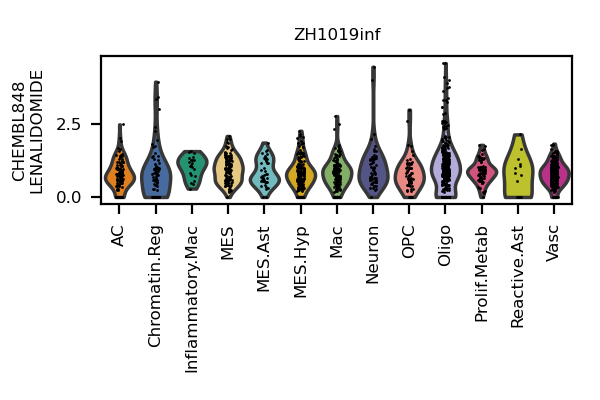 ZH1019inf
CHEMBL848
LENALIDOMIDE
2.5
0.0
AC
Chromatin.Reg
Inflammatory.Mac
MES
MES.Ast
MES.Hyp
Mac
Neuron
OPC
Oligo
Prolif.Metab
Reactive.Ast
Vasc